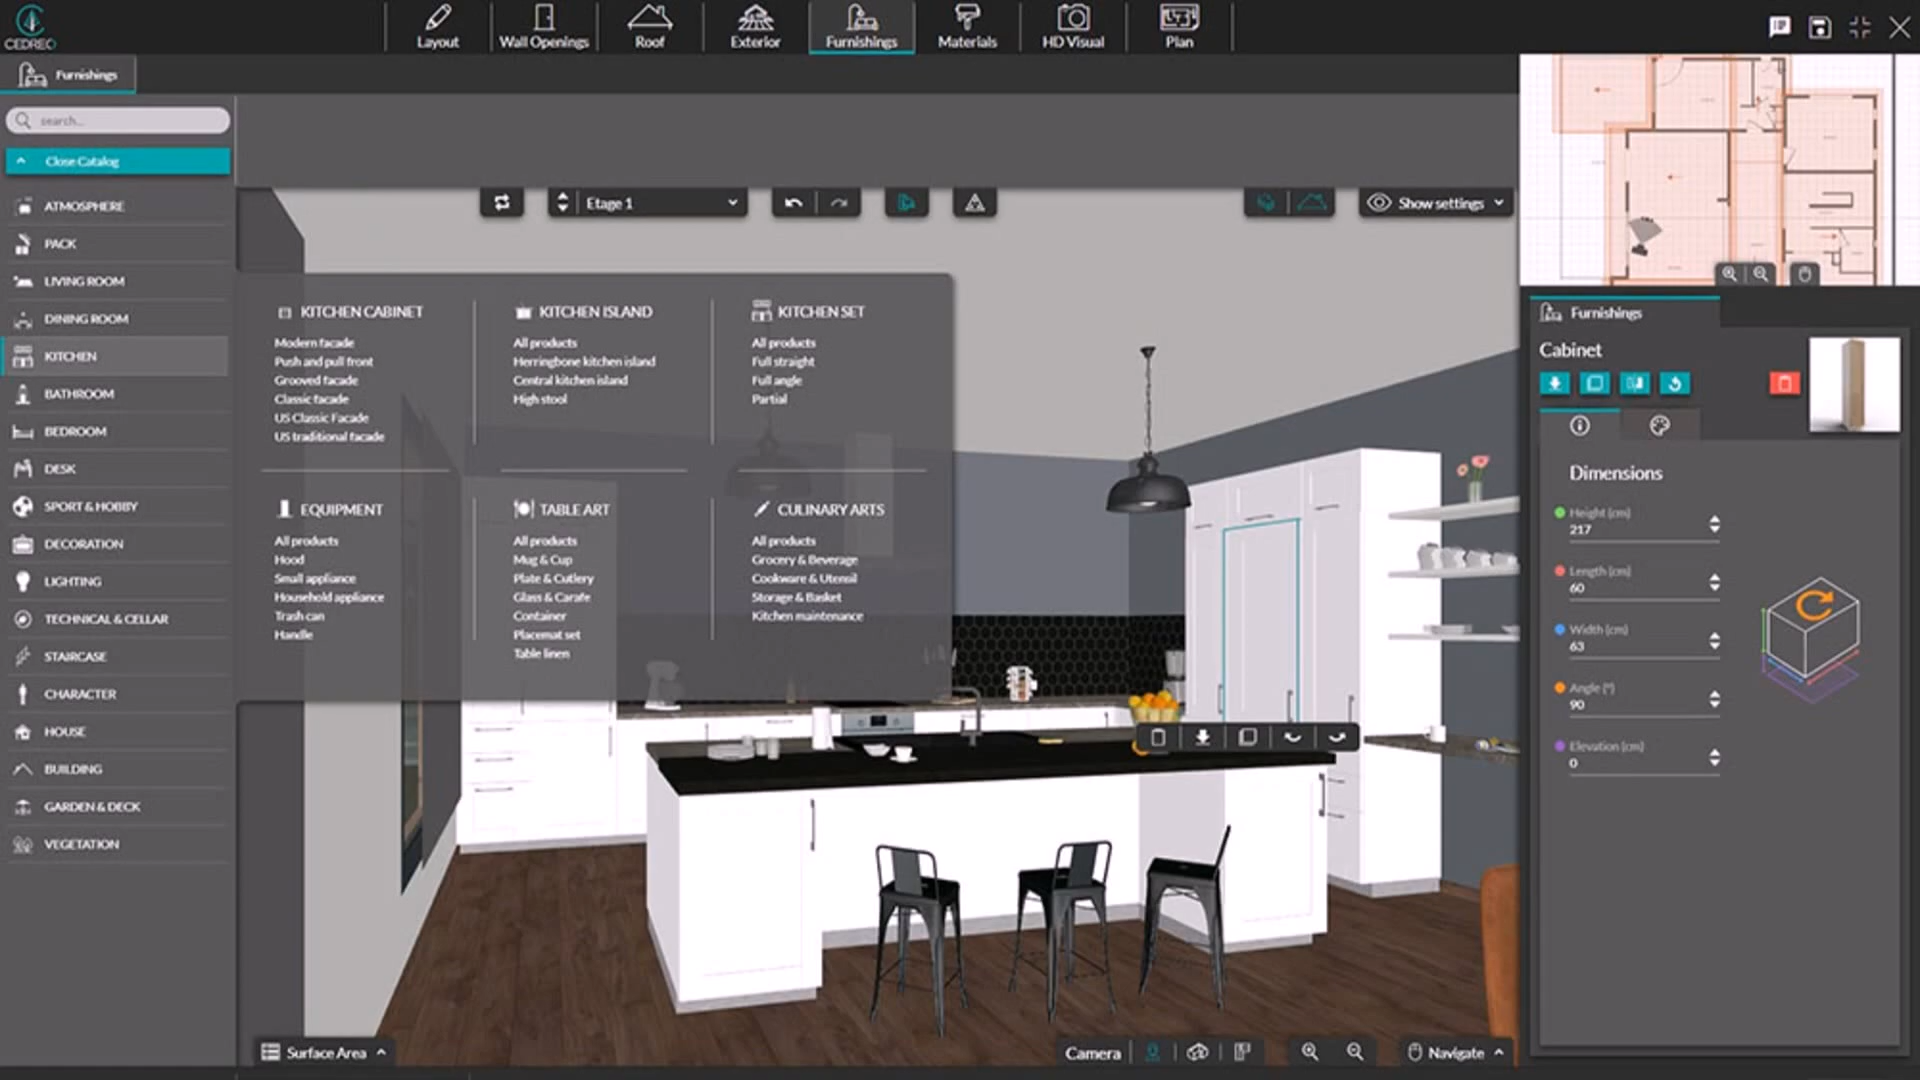 CEDREO
Layout
Wall Openings
Roof
Exterior
Furnishings
Materials
HD Visual
Plan
Furnishings
search...
Close Catalog
ATMOSPHERE
PACK
LIVING ROOM
DINING ROOM
KITCHEN
BATHROOM
BEDROOM
DESK
SPORT & HOBBY
DECORATION
LIGHTING
TECHNICAL & CELLAR
STAIRCASE
CHARACTER
HOUSE
BUILDING
GARDEN & DECK
VEGETATION
Etage 1
Show settings
KITCHEN CABINET
Modern facade
Push and pull front
Grooved facade
Classic facade
US Classic Facade
US traditional facade
KITCHEN ISLAND
All products
Herringbone kitchen island
Central kitchen island
High stool
KITCHEN SET
All products
Full straight
Full angle
Partial
EQUIPMENT
All products
Hood
Small appliance
Household appliance
Trash can
Handle
TABLE ART
All products
Mug & Cup
Plate & Cutlery
Glass & Carafe
Container
Placemat set
Table linen
CULINARY ARTS
All products
Grocery & Beverage
Cookware & Utensil
Storage & Basket
Kitchen maintenance
Surface Area
Camera
Navigate
Furnishings
Cabinet
Dimensions
Height (cm)
217
Length (cm)
60
Width (cm)
63
Angle (°)
90
Elevation (cm)
0